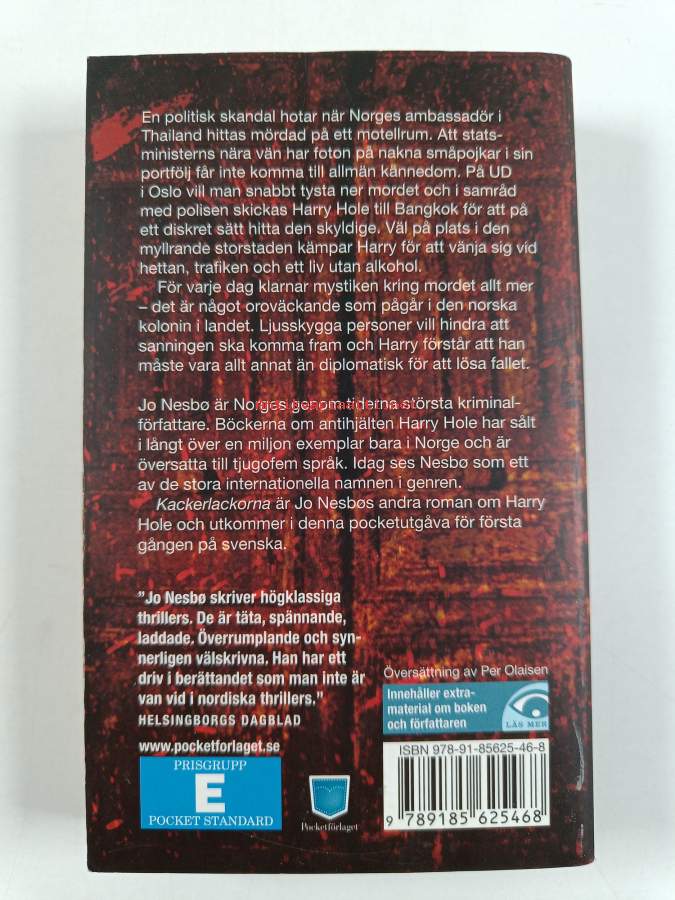 En politisk skandal hotar när Norges ambassadör i
Thailand hittas mördad på ett motellrum. Att stats-
ministerns nära vän har foton på nakna småpojkar i sin
portfölj får inte komma till allmän kännedom. På UD
i Oslo vill man snabbt tysta ner mordet och i samråd
med polisen skickas Harry Hole till Bangkok för att på
ett diskret sätt hitta den skyldige. Väl på plats i den
myllrande storstaden kämpar Harry för att vänja sig vid
hettan, trafiken och ett liv utan alkohol.
För varje dag klarnar mystiken kring mordet allt mer
– det är något oroväckande som pågår i den norska
kolonin i landet. Ljusskygga personer vill hindra att
sanningen ska komma fram och Harry förstår att han
måste vara allt annat än diplomatisk för att lösa fallet.
Jo Nesbø är Norges genom tiderna största kriminal-
författare. Böckerna om antihjälten Harry Hole har sålt
i långt över en miljon exemplar bara i Norge och är
översatta till tjugofem språk. Idag ses Nesbø som ett
av de stora internationella namnen i genren.
Kackerlackorna är Jo Nesbøs andra roman om Harry
Hole och utkommer i denna pocketutgåva för första
gången på svenska.
”Jo Nesbø skriver högklassiga
thrillers. De är täta, spännande,
laddade. Överrumplande och syn-
nerligen välskrivna. Han har ett
driv i berättandet som man inte är
van vid i nordiska thrillers.”
HELSINGBORGS DAGBLAD
www.pocketforlaget.se
PRISGRUPP
E
POCKET STANDARD
Pocketförlaget
Översättning av Per Olaisen
Innehåller extra-
material om boken
och författaren
LÄS MER
ISBN 978-91-85625-46-8
9 789185 625468